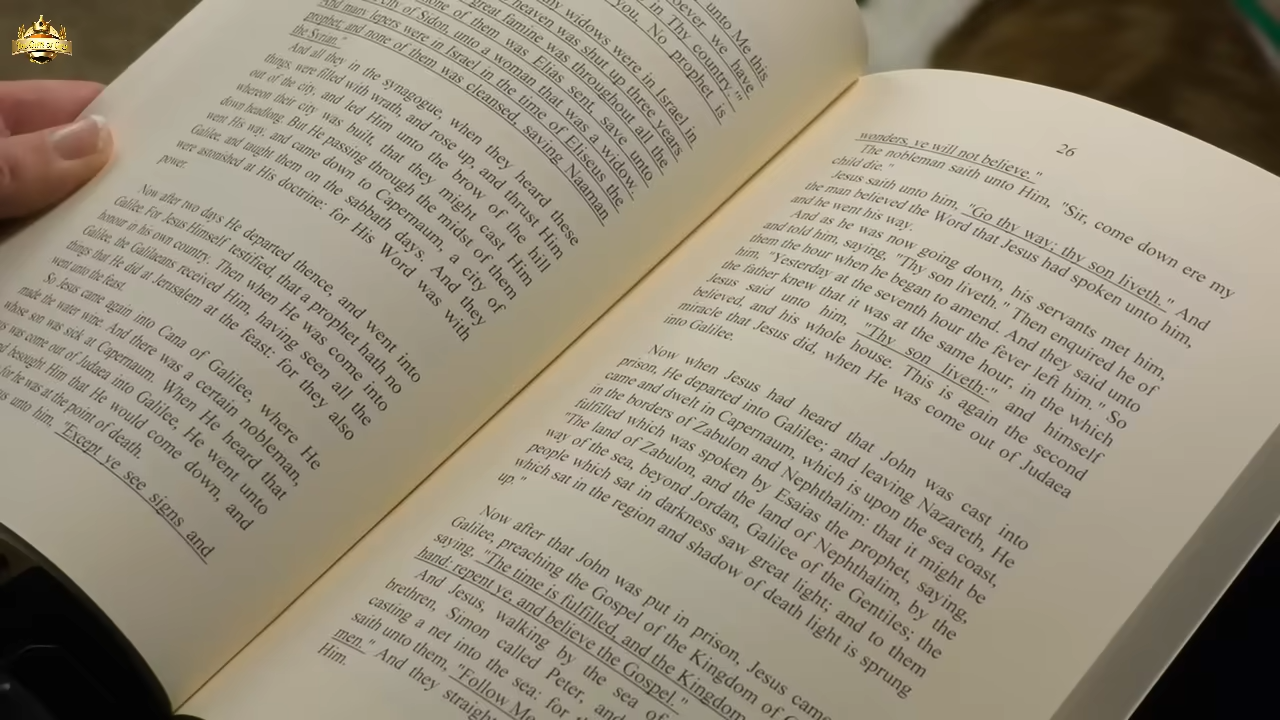 unto Me this
we have
in Thy country."
You, No prophet is
many widows were in Israel in
heaven was shut up three years
great famine was throughout all the
none of them was Elias sent, save unto
city of Sidon, unto a woman that was a widow.
And many lepers were in Israel in the time of Eliseus the
prophet; and none of them was cleansed, saving Naaman
the Syrian."
And all they in the synagogue, when they heard these
things, were filled with wrath, and rose up, and thrust Him
out of the city, and led Him unto the brow of the hill
whereon their city was built, that they might cast Him
down headlong. But He passing through the midst of them
went His way, and came down to Capernaum, a city of
Galilee, and taught them on the sabbath days. And they
were astonished at His doctrine: for His Word was with
power.
Now after two days He departed thence, and went into
Galilee. For Jesus Himself testified, that a prophet hath no
honour in his own country. Then when He was come into
Galilee, the Galilaeans received Him, having seen all the
things that He did at Jerusalem at the feast: for they also
went unto the feast.
So Jesus came again into Cana of Galilee, where He
made the water wine. And there was a certain nobleman,
whose son was sick at Capernaum. When He heard that
was come out of Judaea into Galilee, He went unto
besought Him that He would come down, and
for he was at the point of death.
unto him, "Except ye see signs and
26
wonders, ye will not believe."
The nobleman saith unto Him, "Sir, come down ere my
child die."
Jesus saith unto him, "Go thy way; thy son liveth." And
the man believed the Word that Jesus had spoken unto him,
and he went his way.
And as he was now going down, his servants met him,
and told him, saying, "Thy son liveth." Then enquired he of
them the hour when he began to amend. And they said unto
him, "Yesterday at the seventh hour the fever left him." So
the father knew that it was at the same hour, in the which
Jesus said unto him, "Thy son liveth:" and himself
believed, and his whole house. This is again the second
miracle that Jesus did, when He was come out of Judaea
into Galilee.
Now when Jesus had heard that John was cast into
prison, He departed into Galilee; and leaving Nazareth, He
came and dwelt in Capernaum, which is upon the sea coast,
in the borders of Zabulon and Nephthalim: that it might be
fulfilled which was spoken by Esaias the prophet, saying,
"The land of Zabulon, and the land of Nephthalim, by the
way of the sea, beyond Jordan, Galilee of the Gentiles; the
people which sat in darkness saw great light; and to them
which sat in the region and shadow of death light is sprung
up."
Now after that John was put in prison, Jesus came
Galilee, preaching the Gospel of the Kingdom of
saying, "The time is fulfilled, and the Kingdom
hand: repent ye, and believe the Gospel."
And Jesus, walking by the sea of
brethren, Simon called Peter, and
casting a net into the sea: for
saith unto them, "Follow Me
men." And they straight
Him.